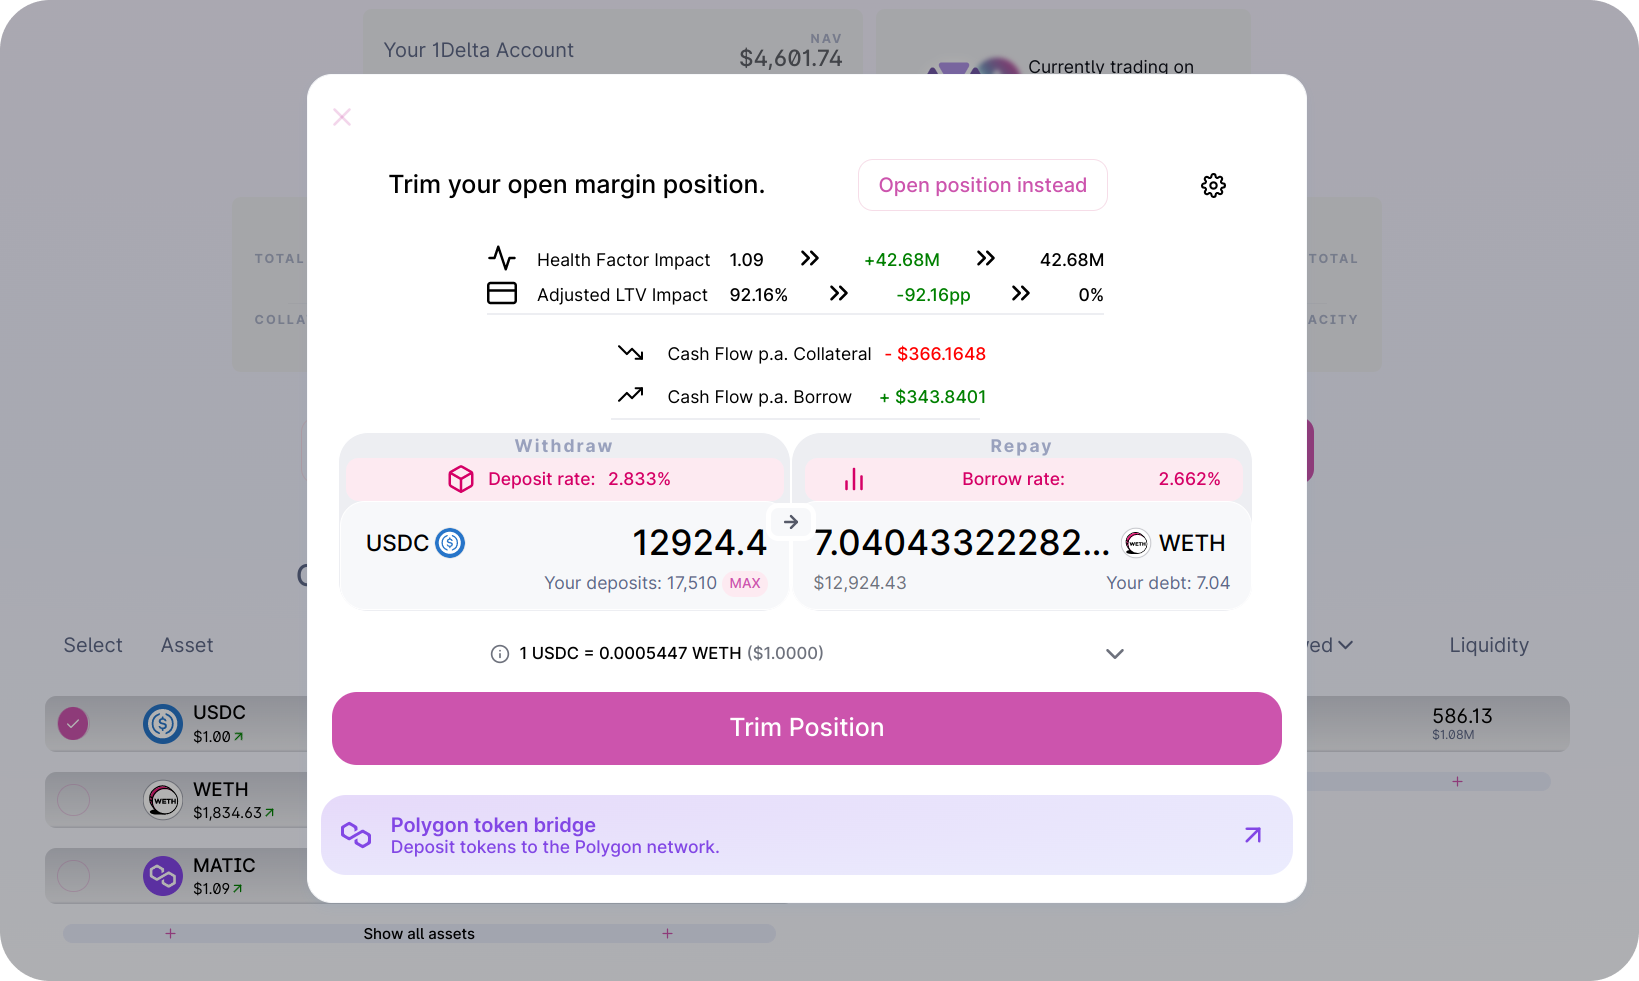 Your 1Delta Account
NAV
$4,601.74
Currently trading on
Trim your open margin position.
Open position instead
Health Factor Impact 1.09 +42.68M 42.68M
Adjusted LTV Impact 92.16% -92.16pp 0%
TOTAL
TOTAL
COLLA
ACITY
Cash Flow p.a. Collateral - $366.1648
Cash Flow p.a. Borrow + $343.8401
Withdraw
Deposit rate: 2.833%
USDC 12924.4
Your deposits: 17,510 MAX
Repay
Borrow rate: 2.662%
7.04043322282... WETH WETH
$12,924.43 Your debt: 7.04
1 USDC = 0.0005447 WETH ($1.0000)
Trim Position
Polygon token bridge
Deposit tokens to the Polygon network.
Select Asset
ved Liquidity
USDC
$1.00
586.13
$1.08M
WETH
WETH
$1,834.63
+
MATIC
$1.09
+ Show all assets +